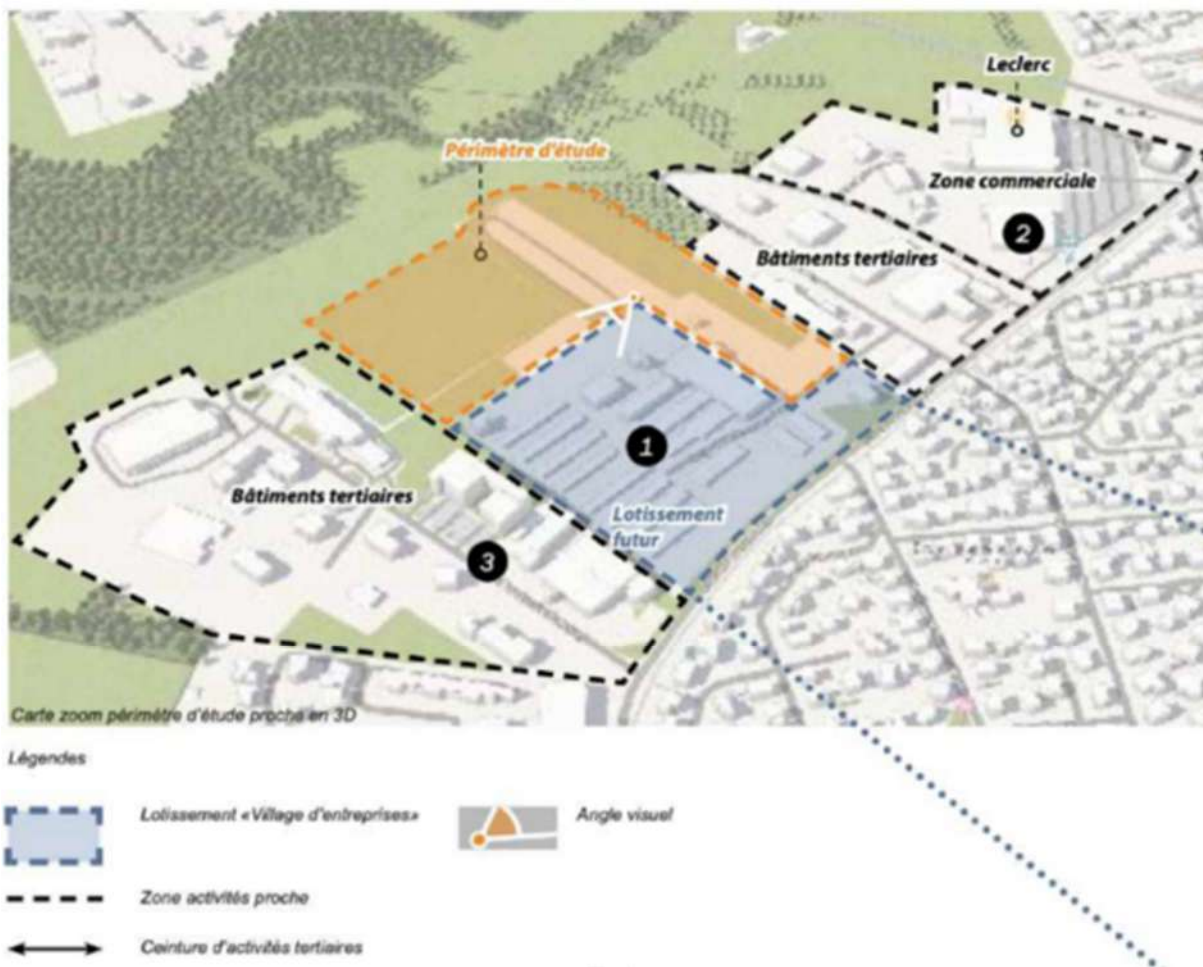 Leclerc
Périmètre d'étude
Zone commerciale
2
Bâtiments tertiaires
1
Bâtiments tertiaires
Lotissement
futur
3
Carte zoom périmètre d'étude proche en 3D
Légendes
Lotissement «Village d'entreprises»
Angle visuel
Zone activités proche
Ceinture d'activités tertiaires